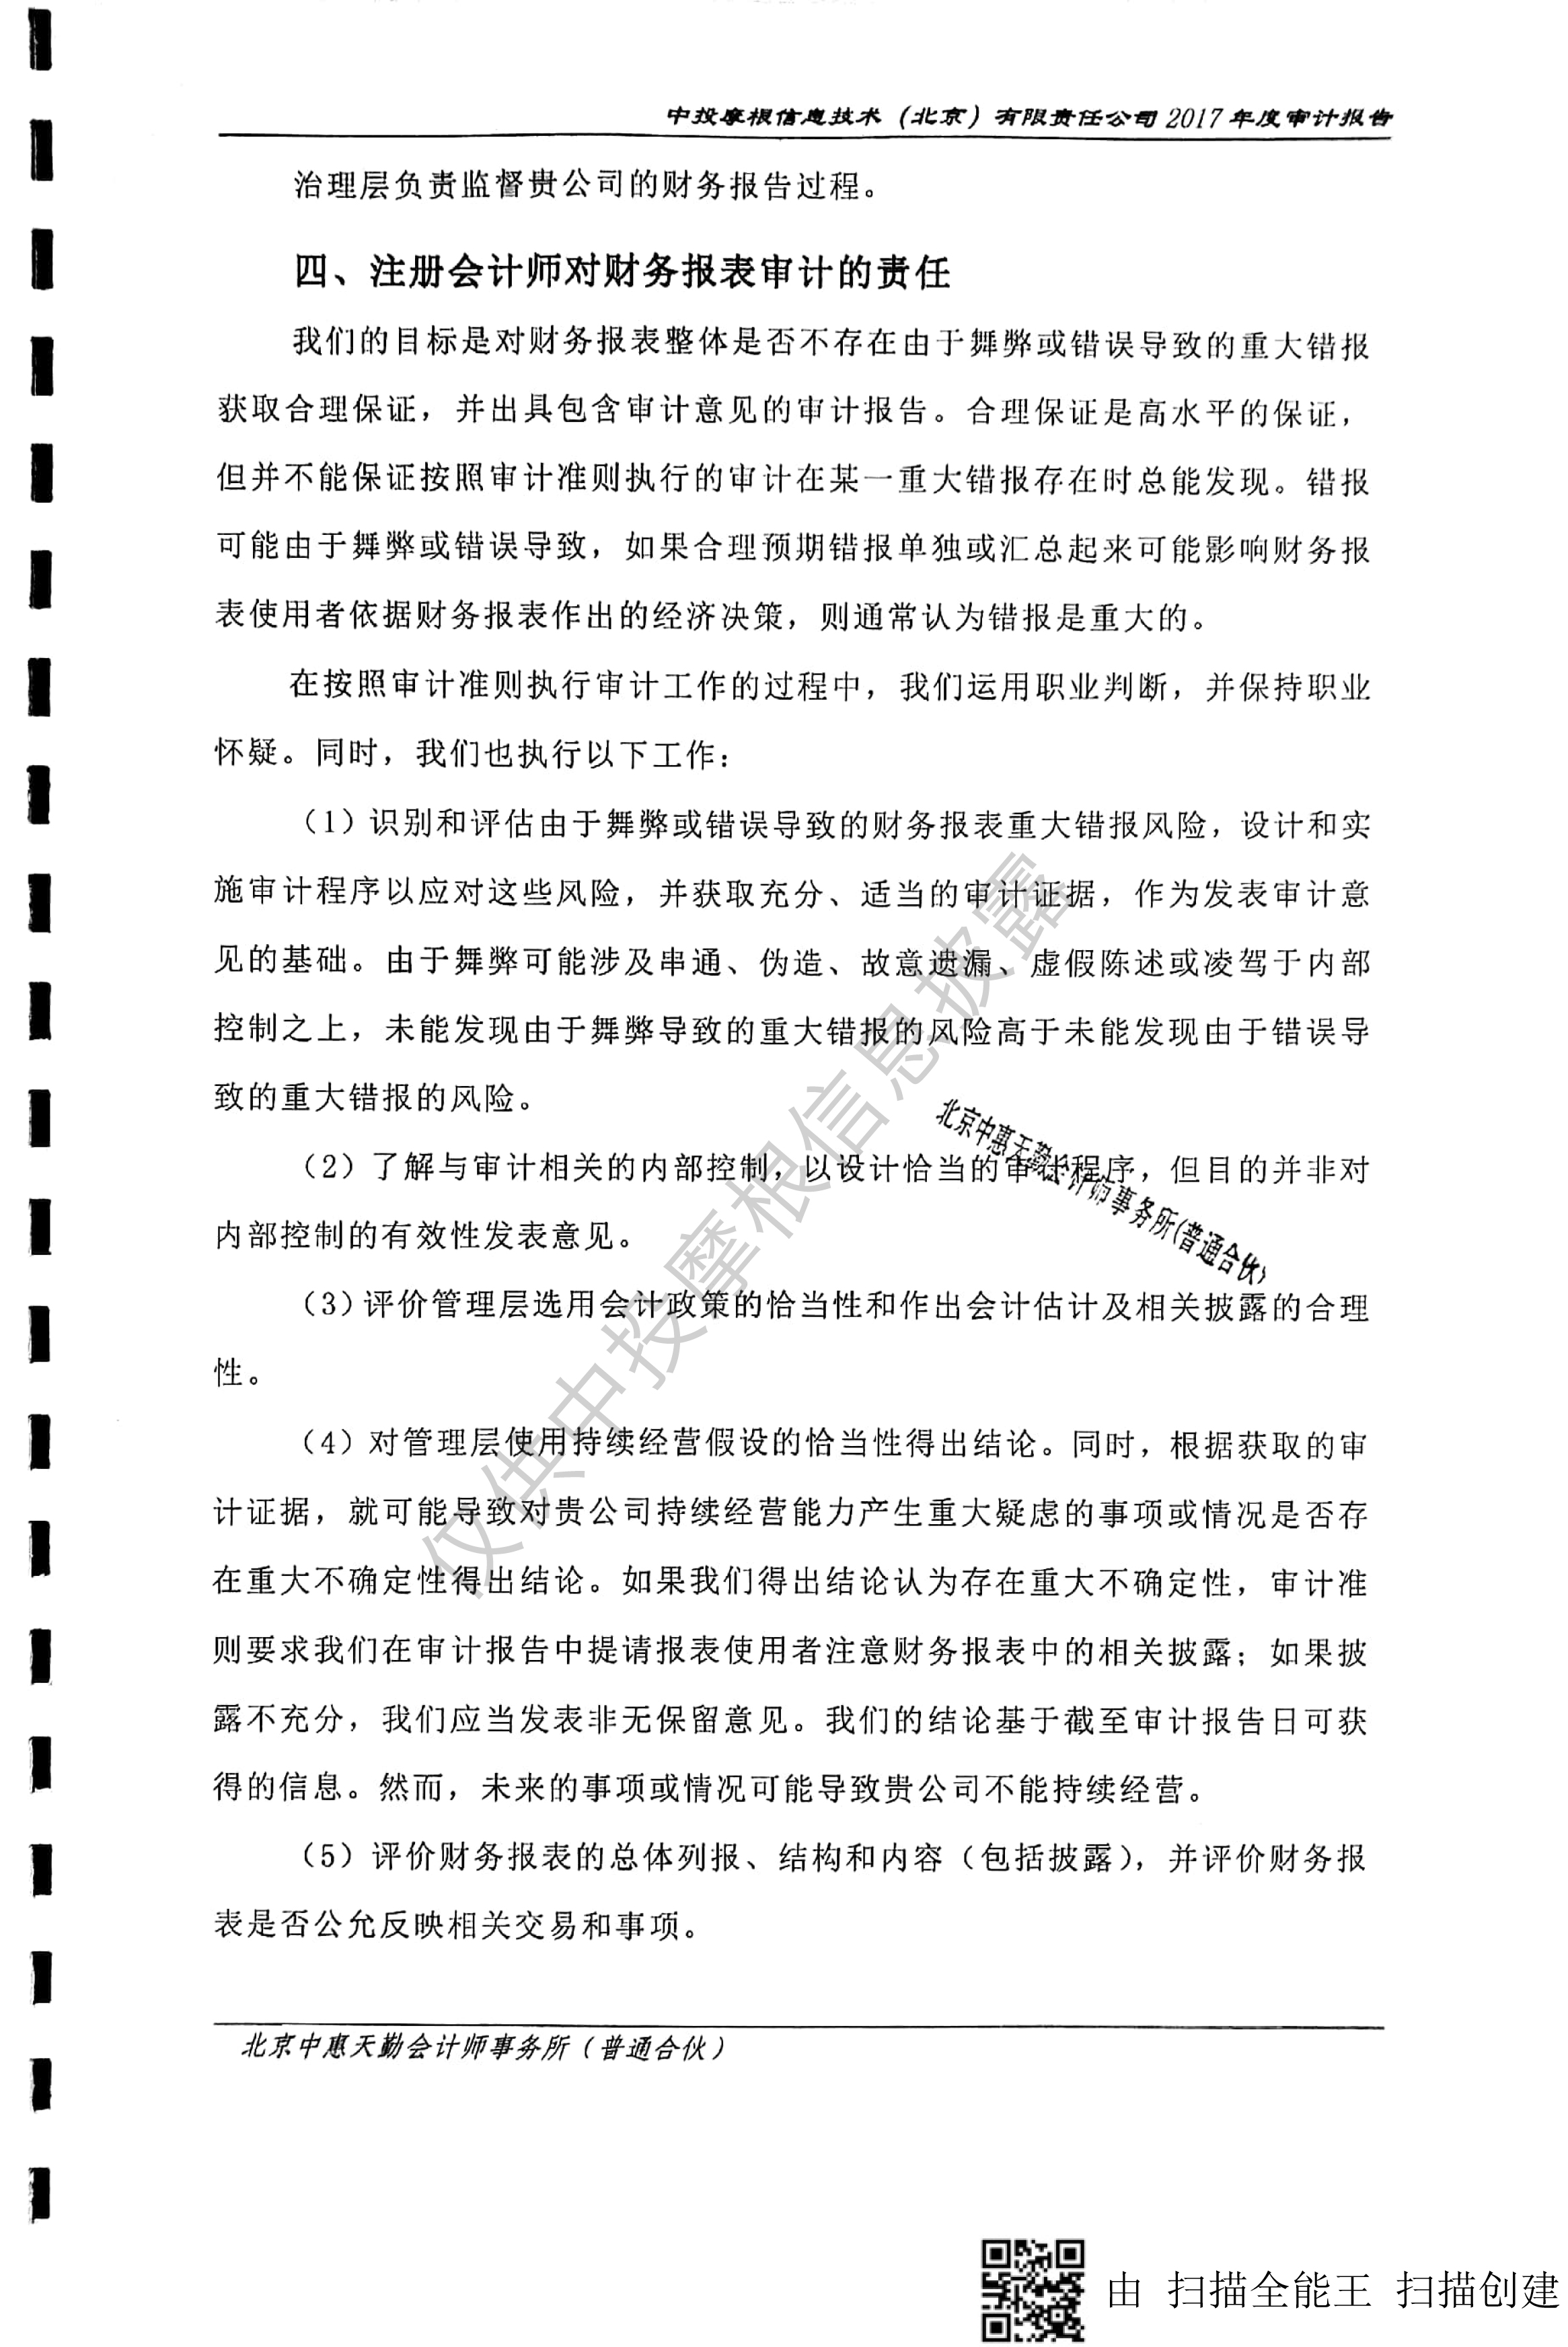 中投摩根信息技术（北京）有限责任公司2017年度审计报告
治理层负责监督贵公司的财务报告过程。
四、注册会计师对财务报表审计的责任
我们的目标是对财务报表整体是否不存在由于舞弊或错误导致的重大错报
获取合理保证，并出具包含审计意见的审计报告。合理保证是高水平的保证，
但并不能保证按照审计准则执行的审计在某一重大错报存在时总能发现。错报
可能由于舞弊或错误导致，如果合理预期错报单独或汇总起来可能影响财务报
表使用者依据财务报表作出的经济决策，则通常认为错报是重大的。
在按照审计准则执行审计工作的过程中，我们运用职业判断，并保持职业
怀疑。同时，我们也执行以下工作：
（1）识别和评估由于舞弊或错误导致的财务报表重大错报风险，设计和实
施审计程序以应对这些风险，并获取充分、适当的审计证据，作为发表审计意
见的基础。由于舞弊可能涉及串通、伪造、故意遗漏、虚假陈述或凌驾于内部
控制之上，未能发现由于舞弊导致的重大错报的风险高于未能发现由于错误导
致的重大错报的风险。
（2）了解与审计相关的内部控制，以设计恰当的审计程序，但目的并非对
内部控制的有效性发表意见。
（3）评价管理层选用会计政策的恰当性和作出会计估计及相关披露的合理
性。
（4）对管理层使用持续经营假设的恰当性得出结论。同时，根据获取的审
计证据，就可能导致对贵公司持续经营能力产生重大疑虑的事项或情况是否存
在重大不确定性得出结论。如果我们得出结论认为存在重大不确定性，审计准
则要求我们在审计报告中提请报表使用者注意财务报表中的相关披露；如果披
露不充分，我们应当发表非无保留意见。我们的结论基于截至审计报告日可获
得的信息。然而，未来的事项或情况可能导致贵公司不能持续经营。
（5）评价财务报表的总体列报、结构和内容（包括披露），并评价财务报
表是否公允反映相关交易和事项。
仅供中投摩根信息披露
北京中惠天勤会计师事务所(普通合伙)
北京中惠天勤会计师事务所（普通合伙）
由 扫描全能王 扫描创建